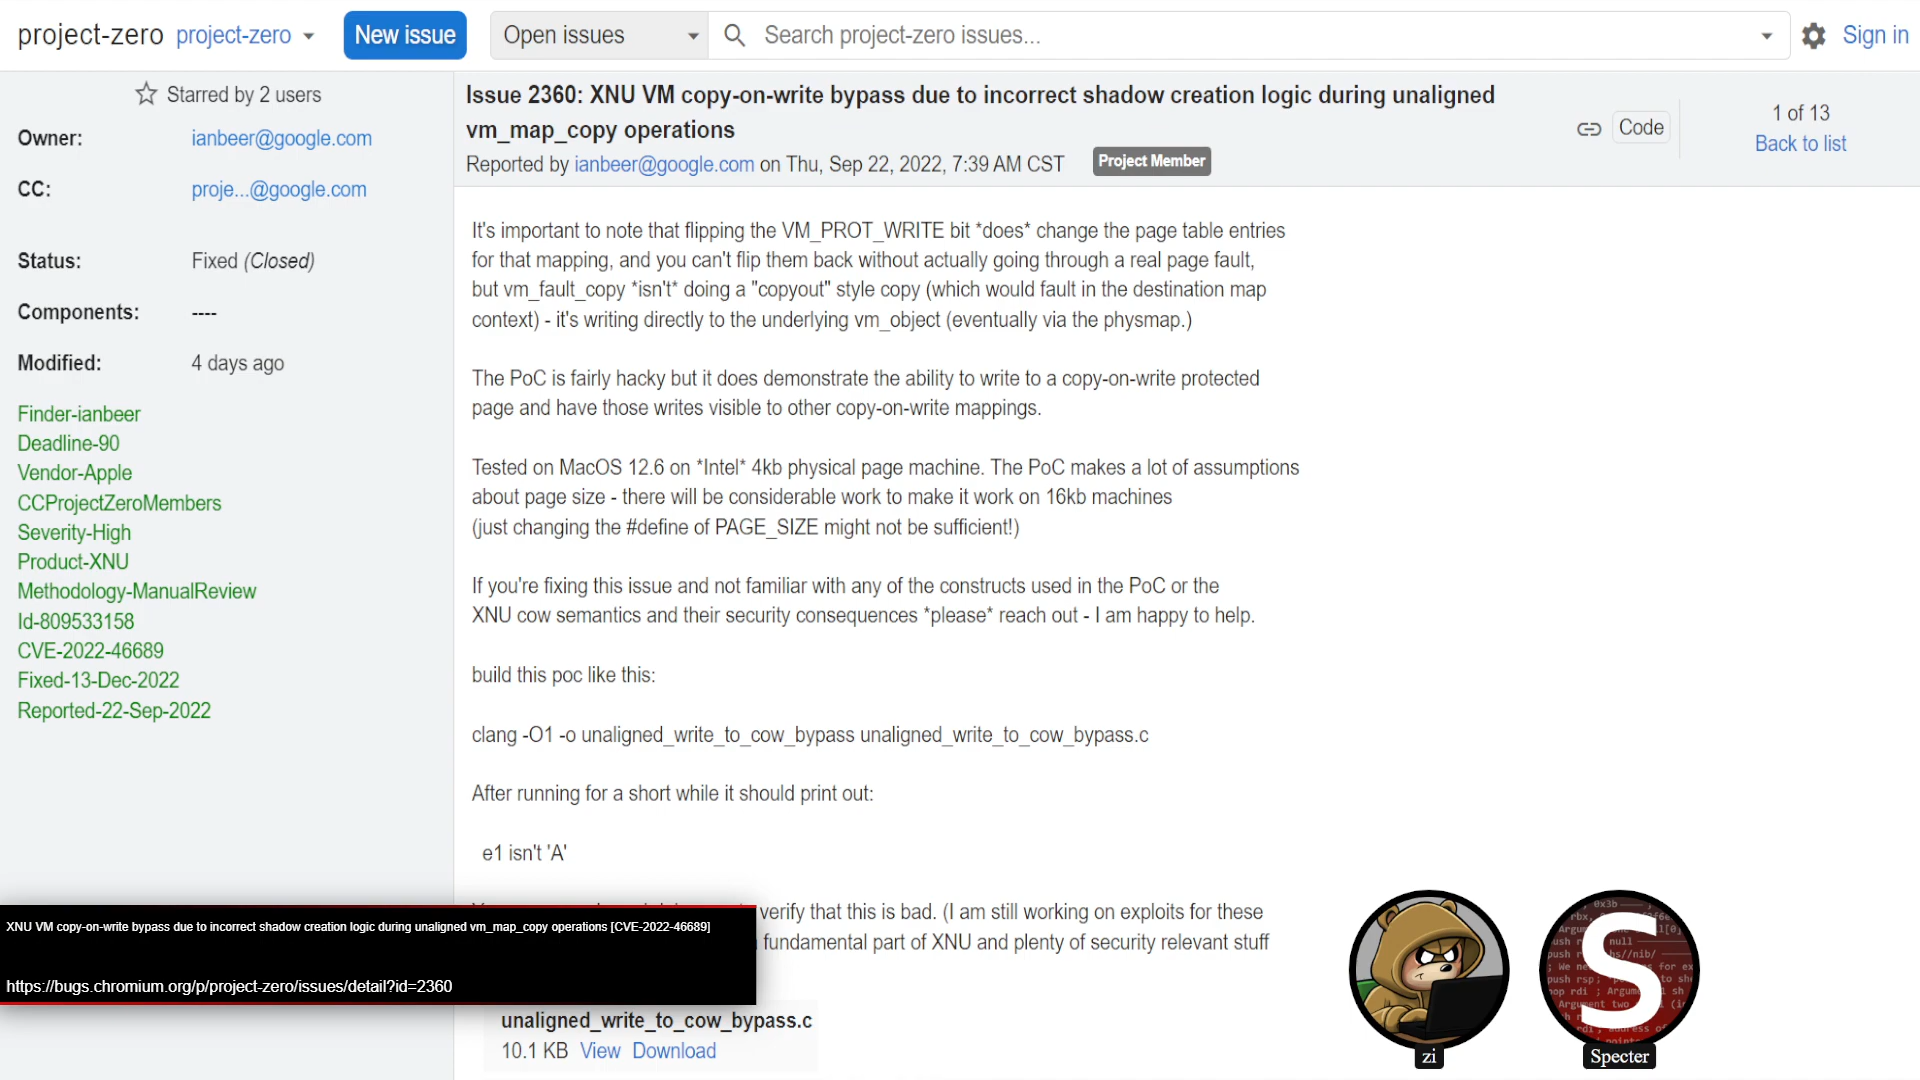 project-zero project-zero New issue Open issues Search project-zero issues... Sign in
Starred by 2 users
Owner: ianbeer@google.com
CC: proje...@google.com
Status: Fixed (Closed)
Components: ----
Modified: 4 days ago
Finder-ianbeer
Deadline-90
Vendor-Apple
CCProjectZeroMembers
Severity-High
Product-XNU
Methodology-ManualReview
Id-809533158
CVE-2022-46689
Fixed-13-Dec-2022
Reported-22-Sep-2022
Issue 2360: XNU VM copy-on-write bypass due to incorrect shadow creation logic during unaligned
vm_map_copy operations
Reported by ianbeer@google.com on Thu, Sep 22, 2022, 7:39 AM CST Project Member
Code
1 of 13
Back to list
It's important to note that flipping the VM_PROT_WRITE bit *does* change the page table entries
for that mapping, and you can't flip them back without actually going through a real page fault,
but vm_fault_copy *isn't* doing a "copyout" style copy (which would fault in the destination map
context) - it's writing directly to the underlying vm_object (eventually via the physmap.)
The PoC is fairly hacky but it does demonstrate the ability to write to a copy-on-write protected
page and have those writes visible to other copy-on-write mappings.
Tested on MacOS 12.6 on *Intel* 4kb physical page machine. The PoC makes a lot of assumptions
about page size - there will be considerable work to make it work on 16kb machines
(just changing the #define of PAGE_SIZE might not be sufficient!)
If you're fixing this issue and not familiar with any of the constructs used in the PoC or the
XNU cow semantics and their security consequences *please* reach out - I am happy to help.
build this poc like this:
clang -O1 -o unaligned_write_to_cow_bypass unaligned_write_to_cow_bypass.c
After running for a short while it should print out:
e1 isn't 'A'
verify that this is bad. (I am still working on exploits for these
fundamental part of XNU and plenty of security relevant stuff
unaligned_write_to_cow_bypass.c
10.1 KB View Download
XNU VM copy-on-write bypass due to incorrect shadow creation logic during unaligned vm_map_copy operations [CVE-2022-46689]
https://bugs.chromium.org/p/project-zero/issues/detail?id=2360
zi
S
Specter